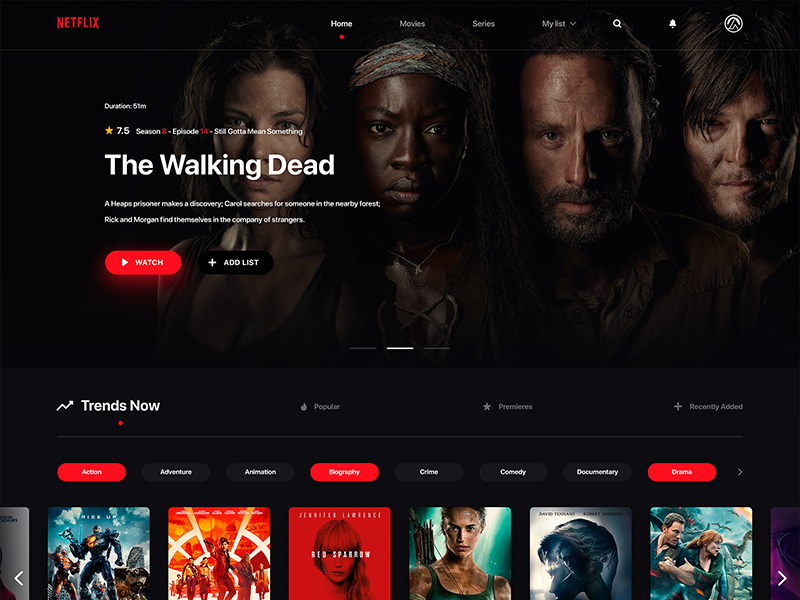 NETFLIX
Home
Movies
Series
My list
Duration: 51m
7.5 Season 8 - Episode 14 - Still Gotta Mean Something
The Walking Dead
A Heaps prisoner makes a discovery; Carol searches for someone in the nearby forest;
Rick and Morgan find themselves in the company of strangers.
WATCH
ADD LIST
Trends Now
Popular
Premieres
Recently Added
Action
Adventure
Animation
Biography
Crime
Comedy
Documentary
Drama
RISE UP
JENNIFER LAWRENCE
RED SPARROW
DAVID TENNANT ROBERT SHEEHAN